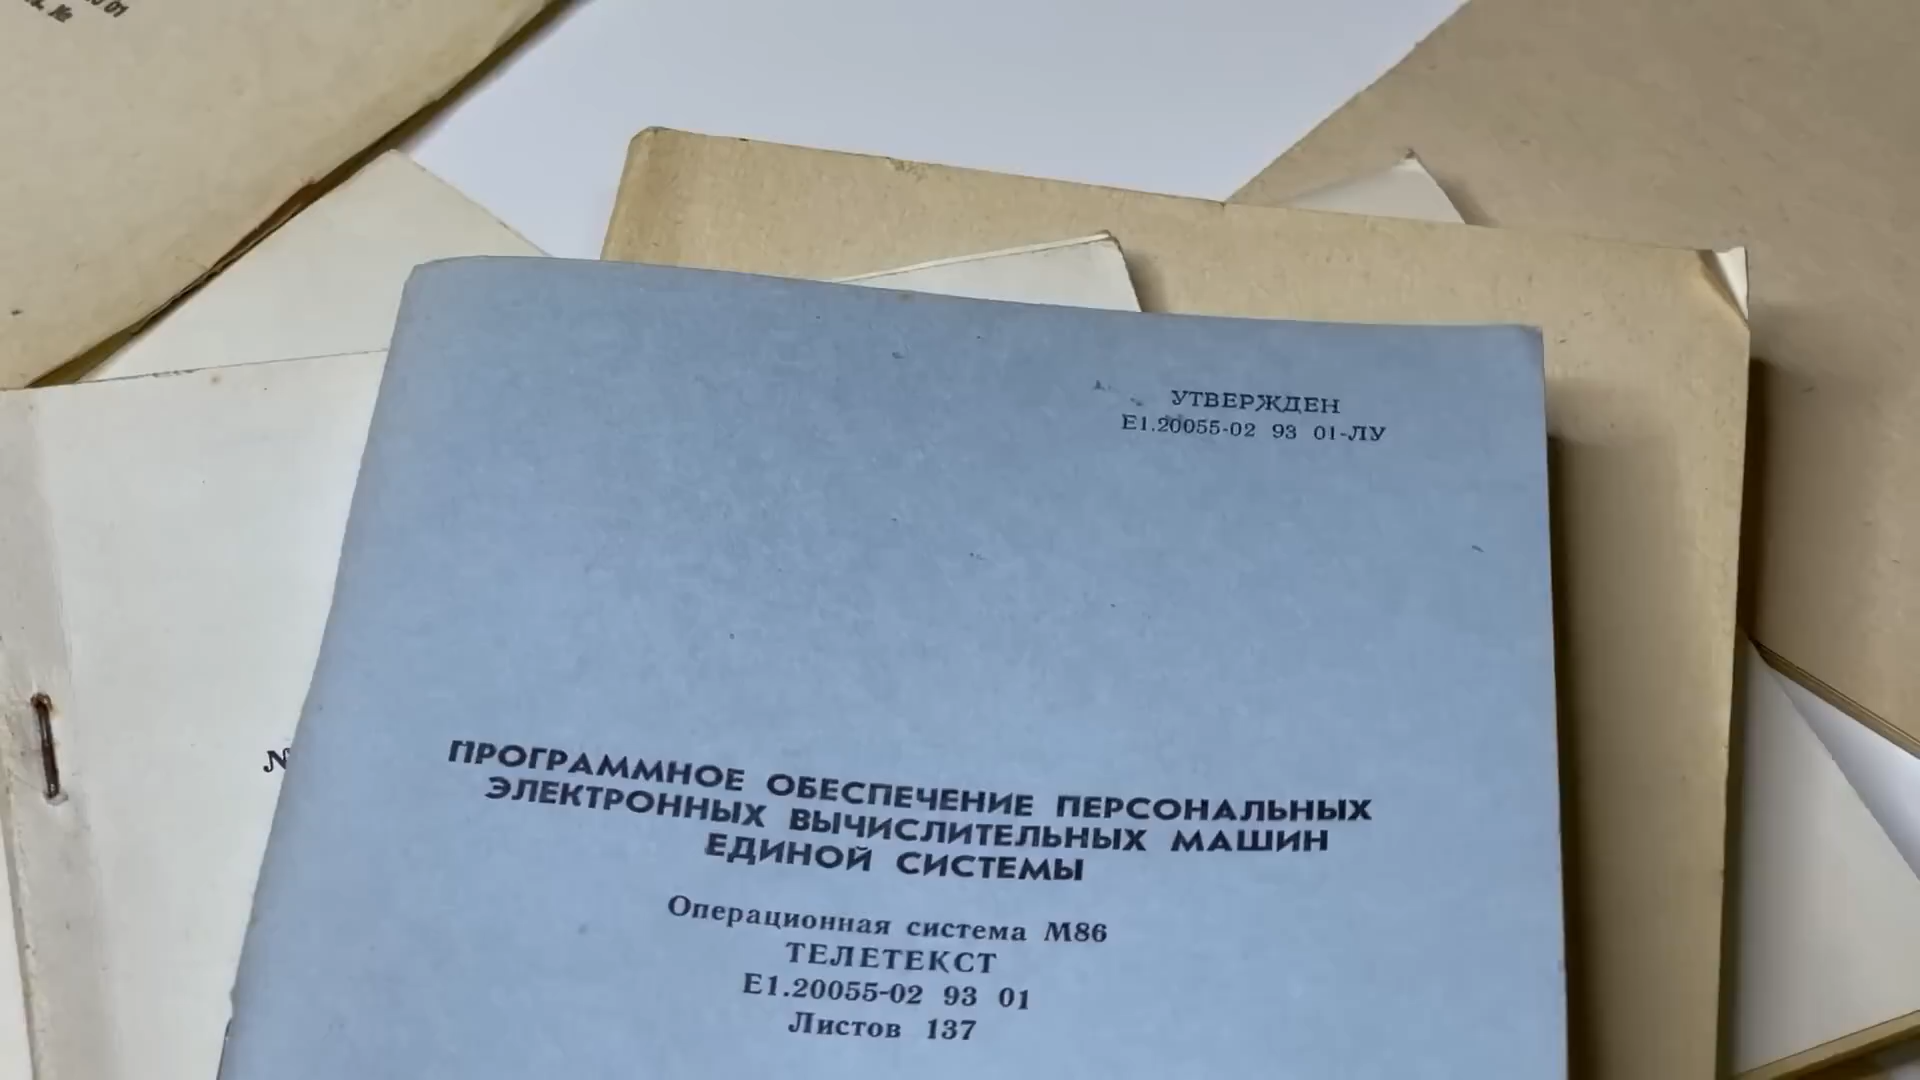 УТВЕРЖДЕН
Е1.20055-02 93 01-ЛУ
ПРОГРАММНОЕ ОБЕСПЕЧЕНИЕ ПЕРСОНАЛЬНЫХ
ЭЛЕКТРОННЫХ ВЫЧИСЛИТЕЛЬНЫХ МАШИН
ЕДИНОЙ СИСТЕМЫ
Операционная система М86
ТЕЛЕТЕКСТ
Е1.20055-02 93 01
Листов 137